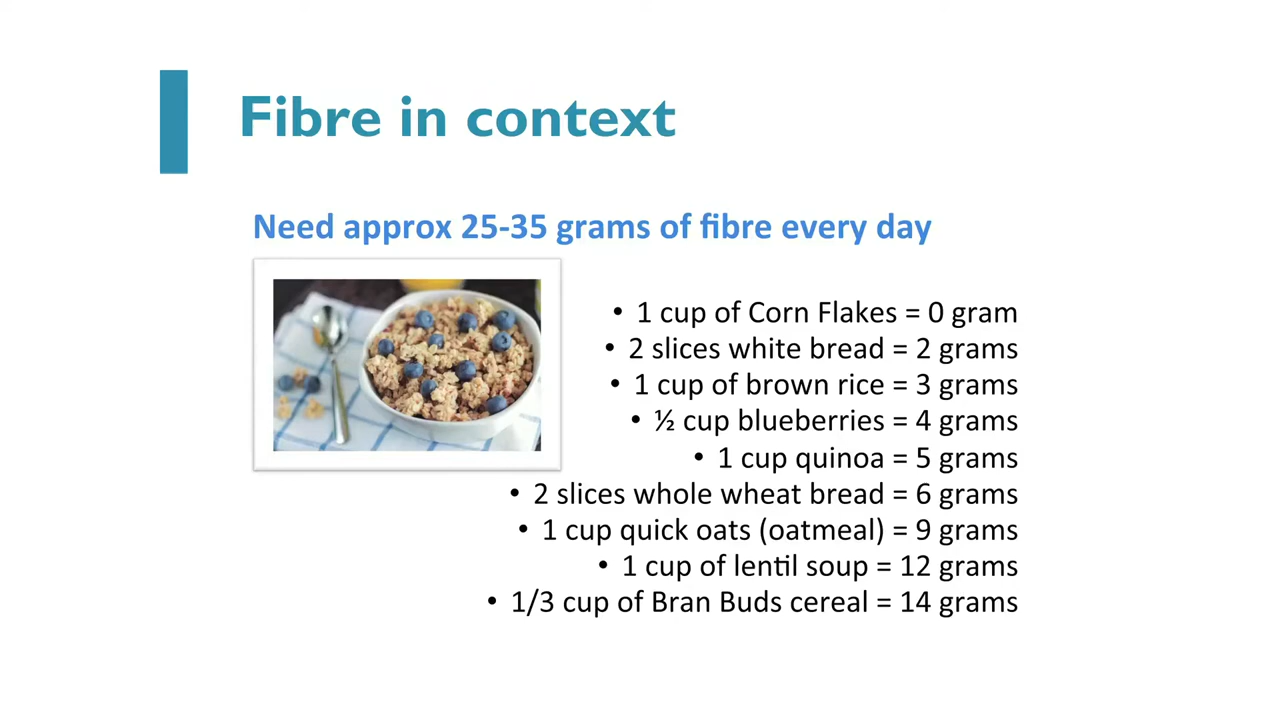 Fibre in context
Need approx 25-35 grams of fibre every day
• 1 cup of Corn Flakes = 0 gram
• 2 slices white bread = 2 grams
• 1 cup of brown rice = 3 grams
• ½ cup blueberries = 4 grams
• 1 cup quinoa = 5 grams
• 2 slices whole wheat bread = 6 grams
• 1 cup quick oats (oatmeal) = 9 grams
• 1 cup of lentil soup = 12 grams
• 1/3 cup of Bran Buds cereal = 14 grams